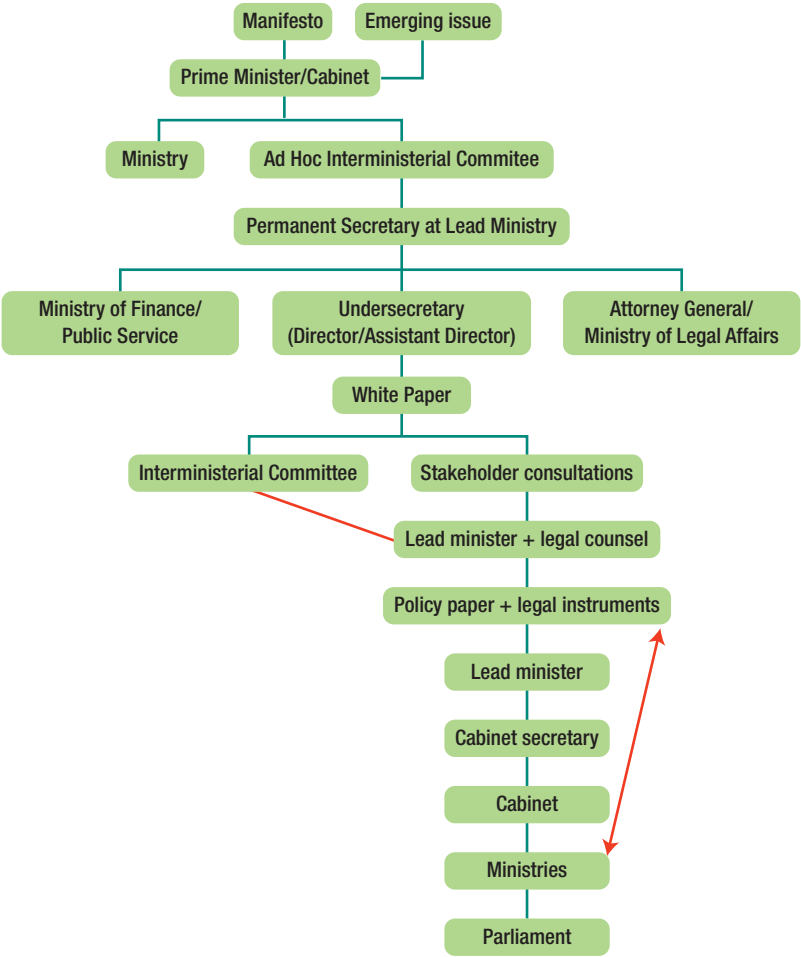 Manifesto
Emerging issue
Prime Minister/Cabinet
Ministry
Ad Hoc Interministerial Commitee
Permanent Secretary at Lead Ministry
Ministry of Finance/
Public Service
Undersecretary
(Director/Assistant Director)
Attorney General/
Ministry of Legal Affairs
White Paper
Interministerial Committee
Stakeholder consultations
Lead minister + legal counsel
Policy paper + legal instruments
Lead minister
Cabinet secretary
Cabinet
Ministries
Parliament